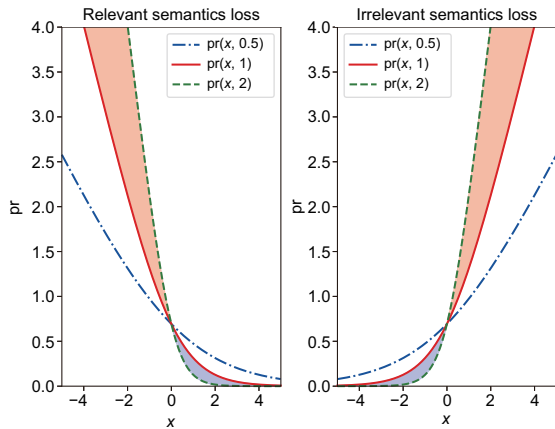 Relevant semantics loss
pr(x, 0.5)
pr(x, 1)
pr(x, 2)
4.0
3.5
3.0
2.5
2.0
1.5
1.0
0.5
0.0
pr
−4
−2
0
2
4
x
Irrelevant semantics loss
pr(x, 0.5)
pr(x, 1)
pr(x, 2)
4.0
3.5
3.0
2.5
2.0
1.5
1.0
0.5
0.0
pr
−4
−2
0
2
4
x